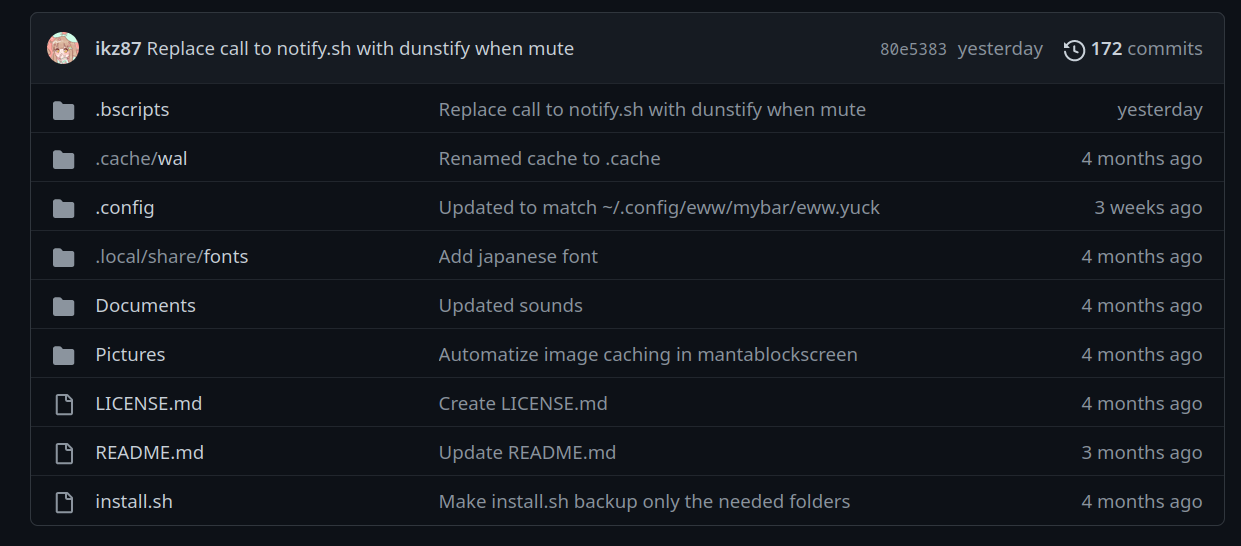 ikz87 Replace call to notify.sh with dunstify when mute 80e5383 yesterday 172 commits
.bscripts Replace call to notify.sh with dunstify when mute yesterday
.cache/wal Renamed cache to .cache 4 months ago
.config Updated to match ~/.config/eww/mybar/eww.yuck 3 weeks ago
.local/share/fonts Add japanese font 4 months ago
Documents Updated sounds 4 months ago
Pictures Automatize image caching in mantablockscreen 4 months ago
LICENSE.md Create LICENSE.md 4 months ago
README.md Update README.md 3 months ago
install.sh Make install.sh backup only the needed folders 4 months ago